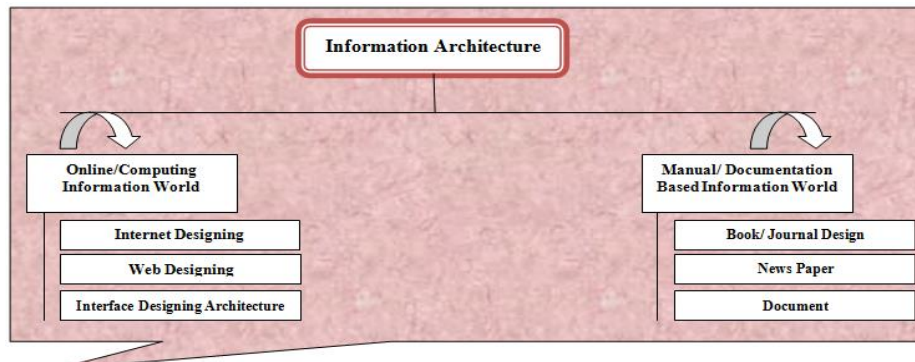 Information Architecture
Online/Computing
Information World
Internet Designing
Web Designing
Interface Designing Architecture
Manual/ Documentation
Based Information World
Book/ Journal Design
News Paper
Document